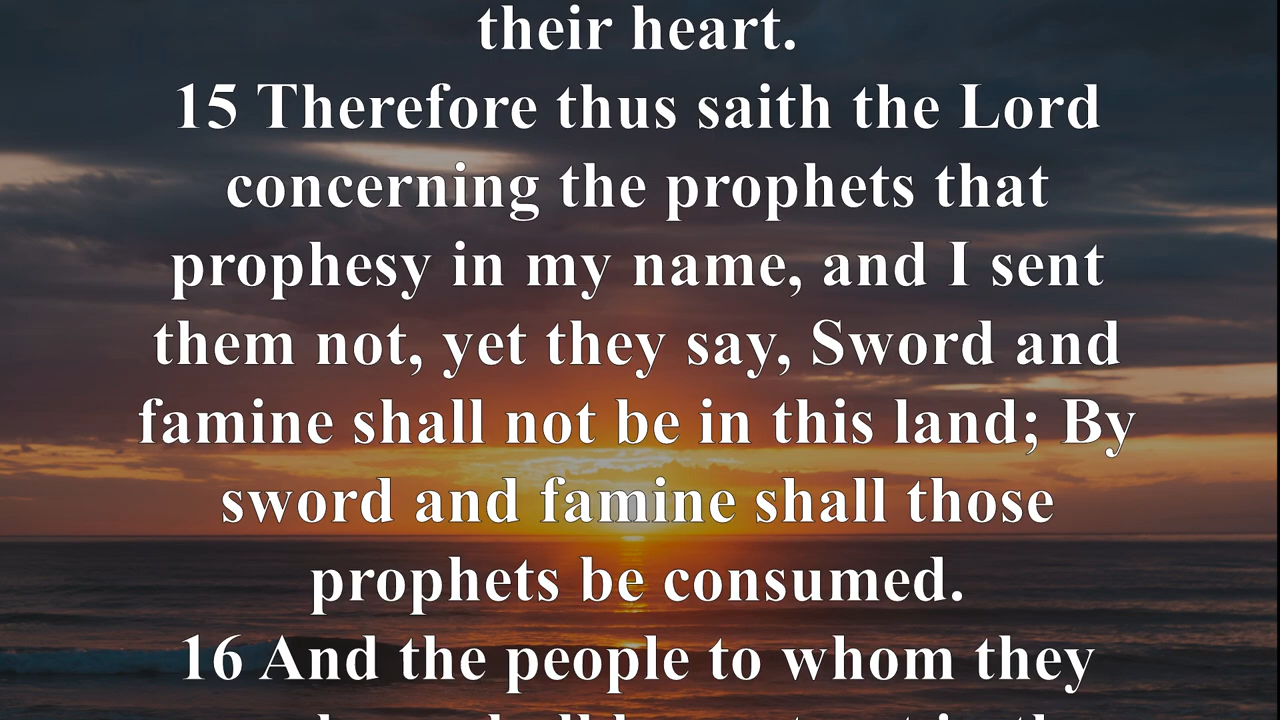 their heart.
15 Therefore thus saith the Lord
concerning the prophets that
prophesy in my name, and I sent
them not, yet they say, Sword and
famine shall not be in this land; By
sword and famine shall those
prophets be consumed.
16 And the people to whom they